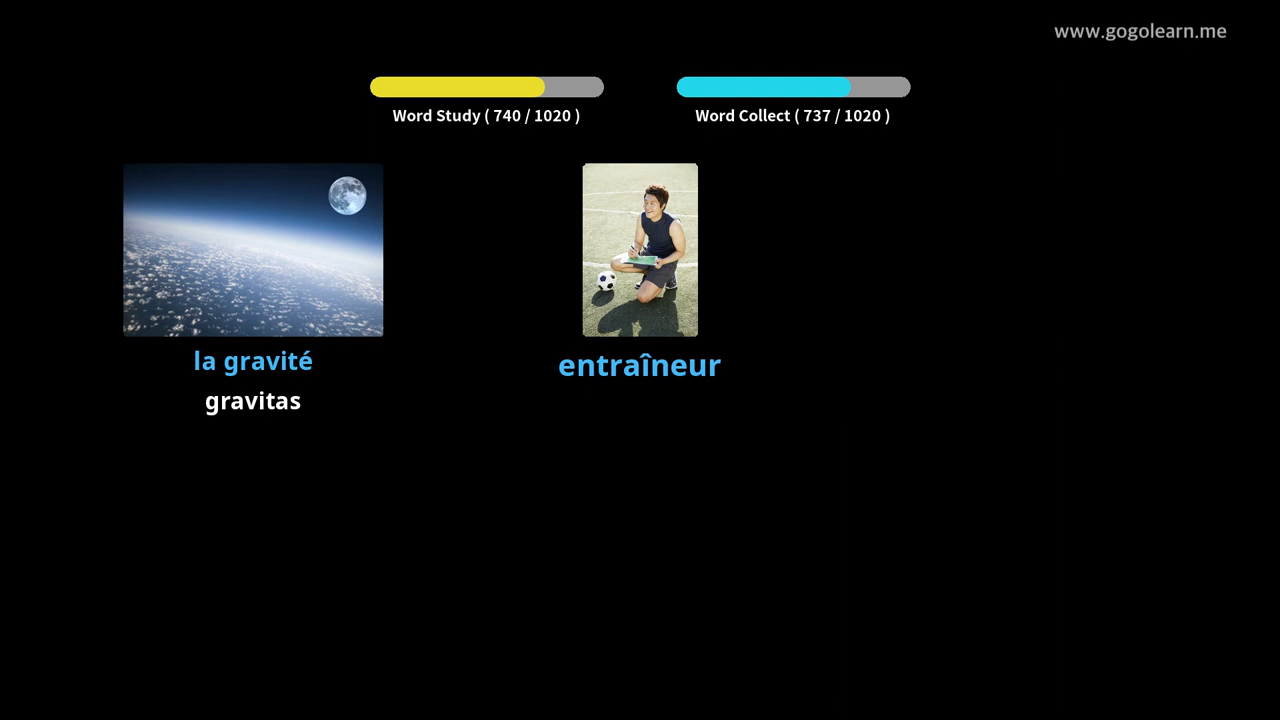 www.gogolearn.me
Word Study ( 740 / 1020 )
Word Collect ( 737 / 1020 )
la gravité
gravitas
entraîneur